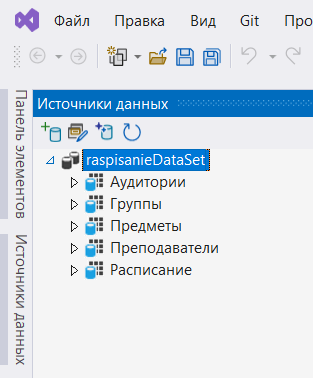 Файл Правка Вид Git Про
Источники данных
Панель элементов
Источники данных
raspisanieDataSet
Аудитории
Группы
Предметы
Преподаватели
Расписание